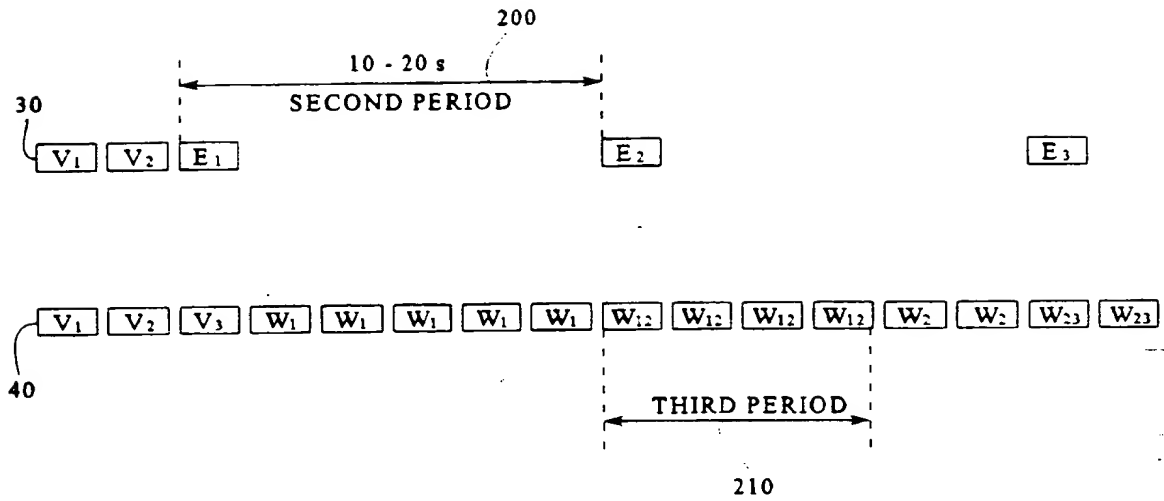 200
10 - 20 s
SECOND PERIOD
30
V1 V2 E1 E2 E3
V1 V2 V3 W1 W1 W1 W1 W1 W12 W12 W12 W12 W2 W2 W23 W23
40
THIRD PERIOD
210